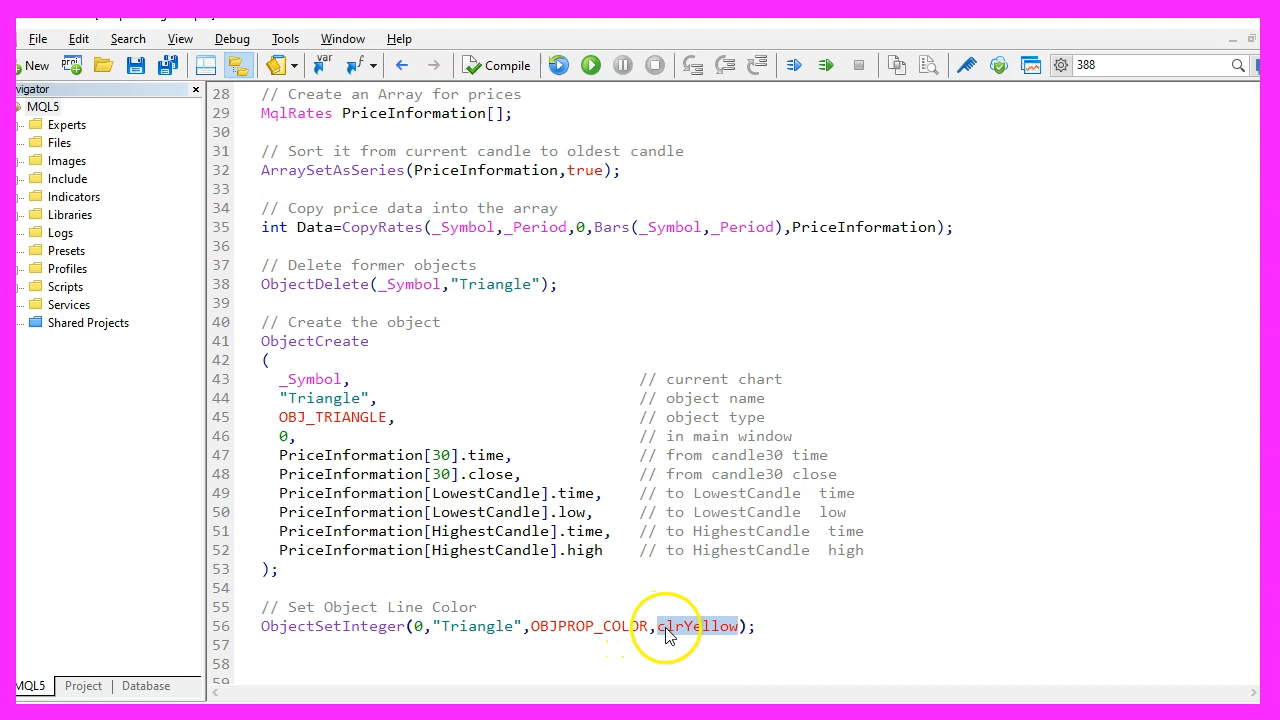 File Edit Search View Debug Tools Window Help
New Compile 388
avigator
MQL5
Experts
Files
Images
Include
Indicators
Libraries
Logs
Presets
Profiles
Scripts
Services
Shared Projects
MQL5 Project Database
28 // Create an Array for prices
29 MqlRates PriceInformation[];
30
31 // Sort it from current candle to oldest candle
32 ArraySetAsSeries(PriceInformation,true);
33
34 // Copy price data into the array
35 int Data=CopyRates(_Symbol,_Period,0,Bars(_Symbol,_Period),PriceInformation);
36
37 // Delete former objects
38 ObjectDelete(_Symbol,"Triangle");
39
40 // Create the object
41 ObjectCreate
42 (
43 _Symbol, // current chart
44 "Triangle", // object name
45 OBJ_TRIANGLE, // object type
46 0, // in main window
47 PriceInformation[30].time, // from candle30 time
48 PriceInformation[30].close, // from candle30 close
49 PriceInformation[LowestCandle].time, // to LowestCandle time
50 PriceInformation[LowestCandle].low, // to LowestCandle low
51 PriceInformation[HighestCandle].time, // to HighestCandle time
52 PriceInformation[HighestCandle].high // to HighestCandle high
53 );
54
55 // Set Object Line Color
56 ObjectSetInteger(0,"Triangle",OBJPROP_COLOR,clrYellow);
57
58
59